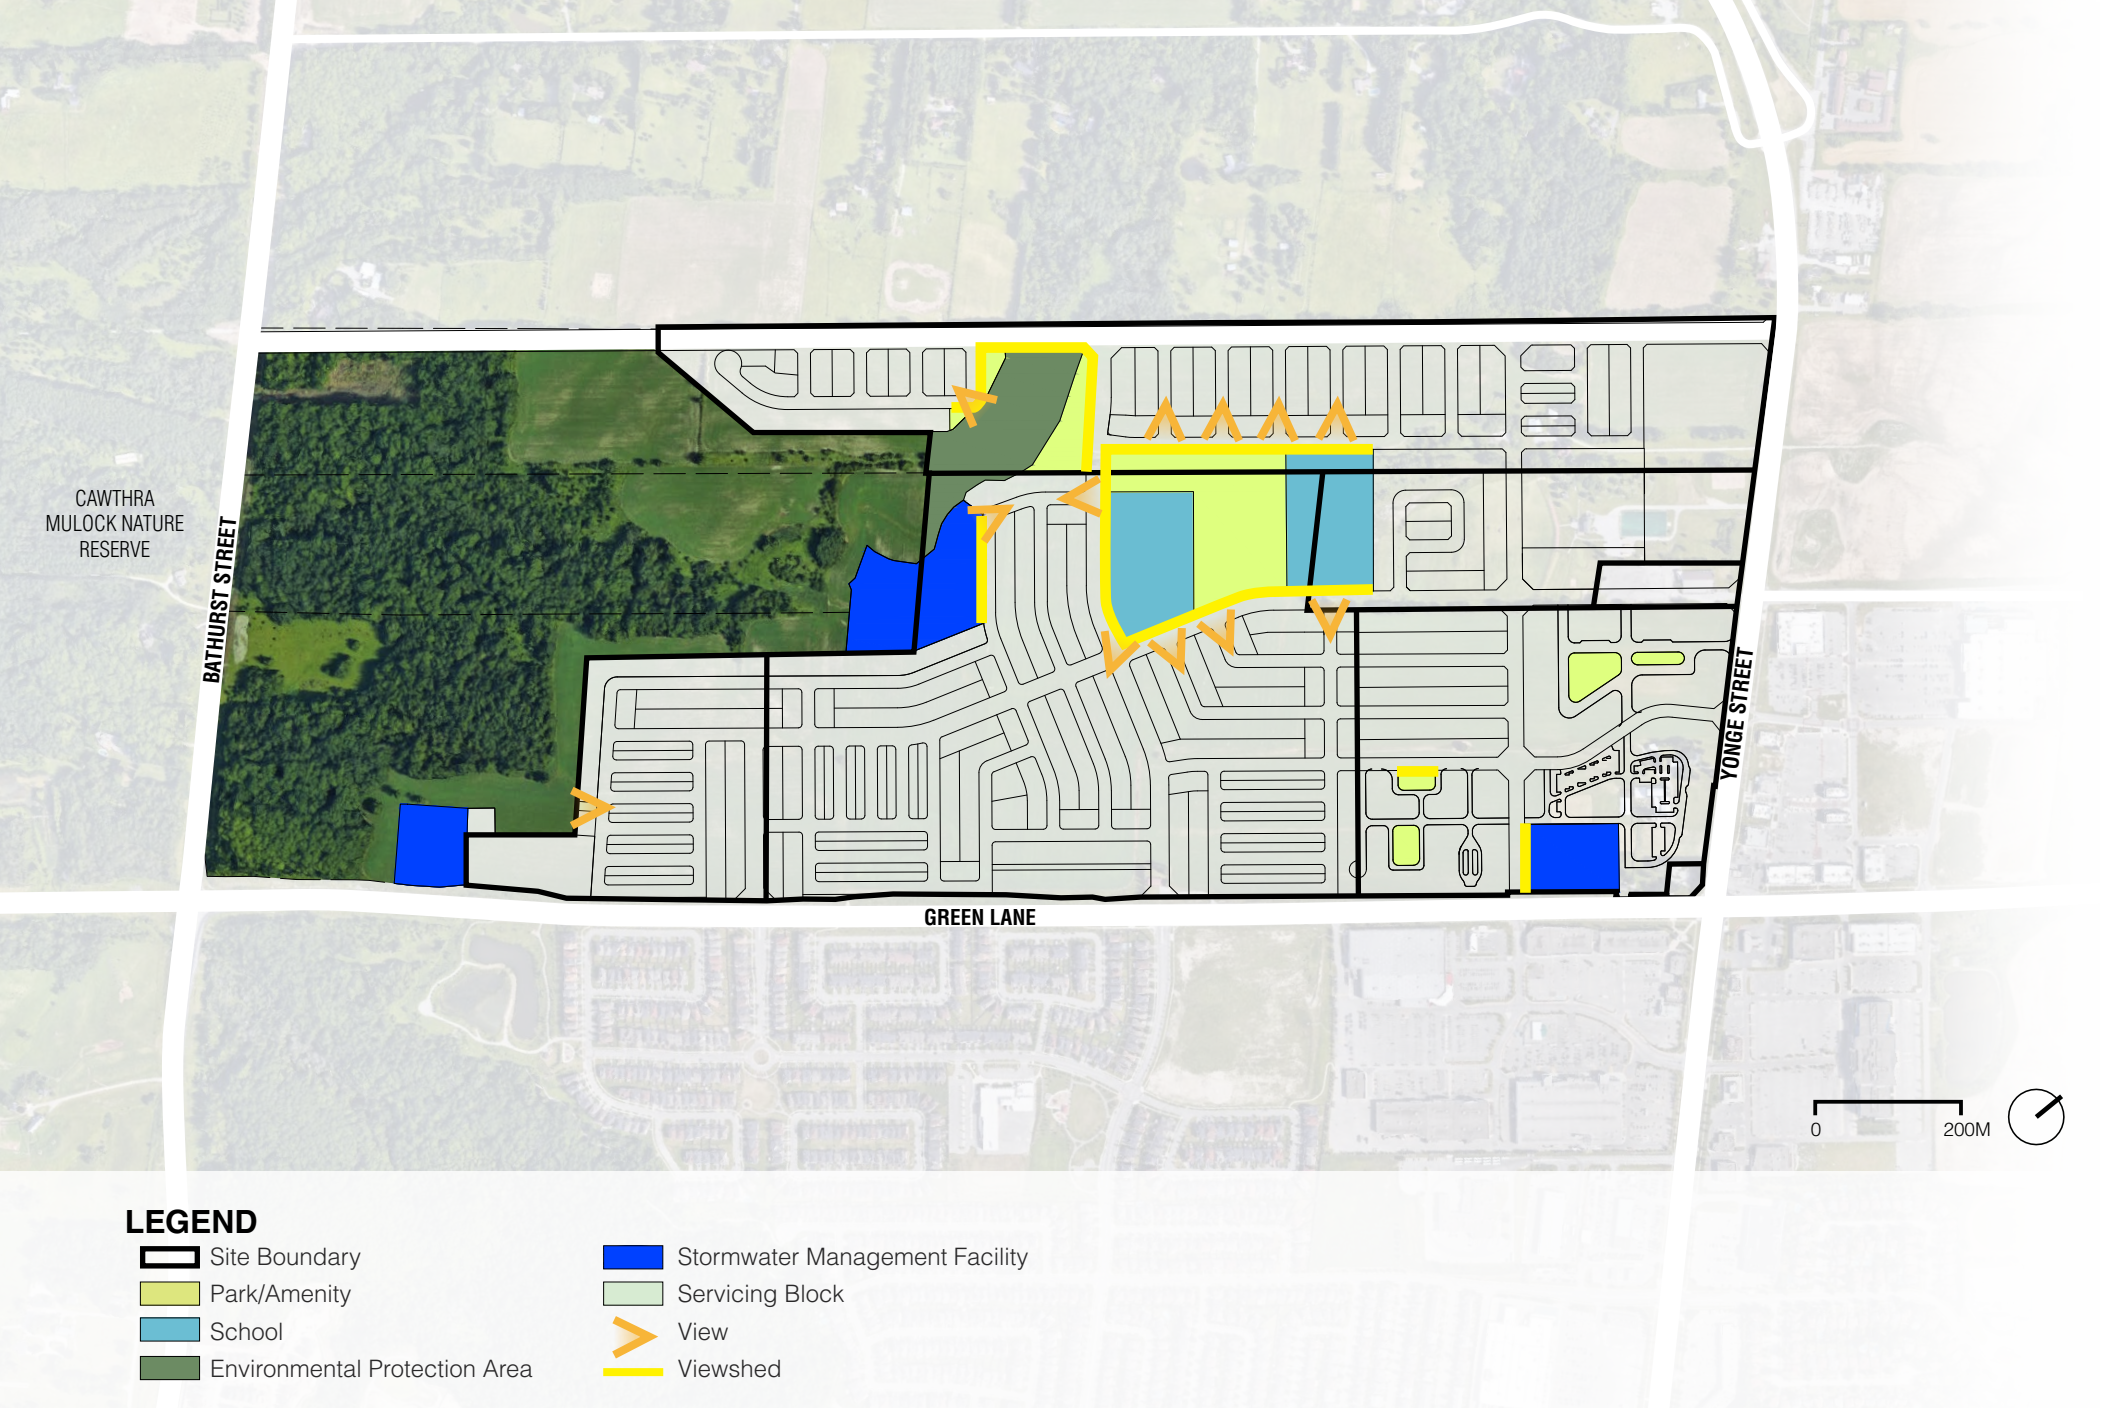 CAWTHRA
MULOCK NATURE
RESERVE
BATHURST STREET
YONGE STREET
GREEN LANE
0
200M
LEGEND
Site Boundary
Park/Amenity
School
Environmental Protection Area
Stormwater Management Facility
Servicing Block
View
Viewshed